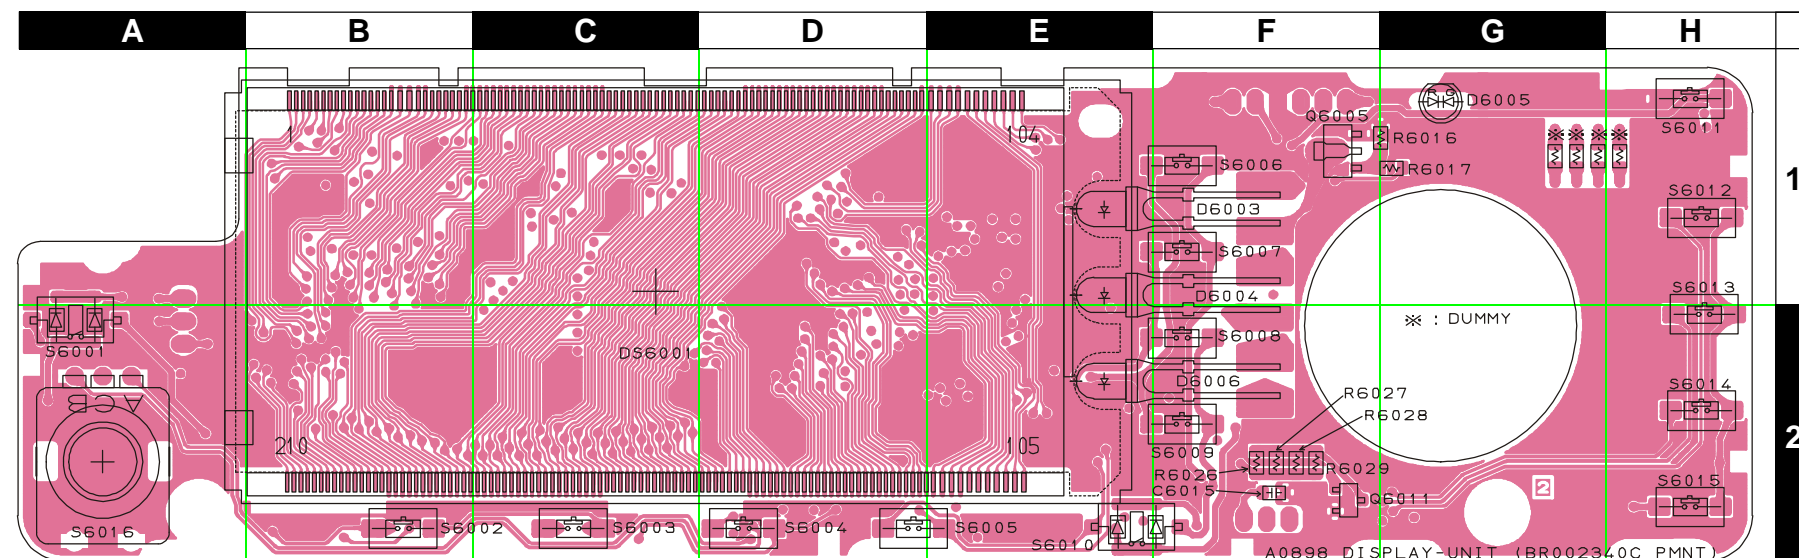 A B C D E F G H
R G D6005
Q6005
S6011
1 104
R6016
S6006 R6017
1
S6012
D6003
S6007
S6013
D6004
※ : DUMMY
S6008
S6001 DS6001
D6006 S6014
R6027
ACR
R6028
2
210 105
S6009
R6026 R6029
C6015 2 S6015
Q6011
S6016 S6002 S6003 S6004 S6005
S6010
A0898 DISPLAY-UNIT (BR002340C PMNT)